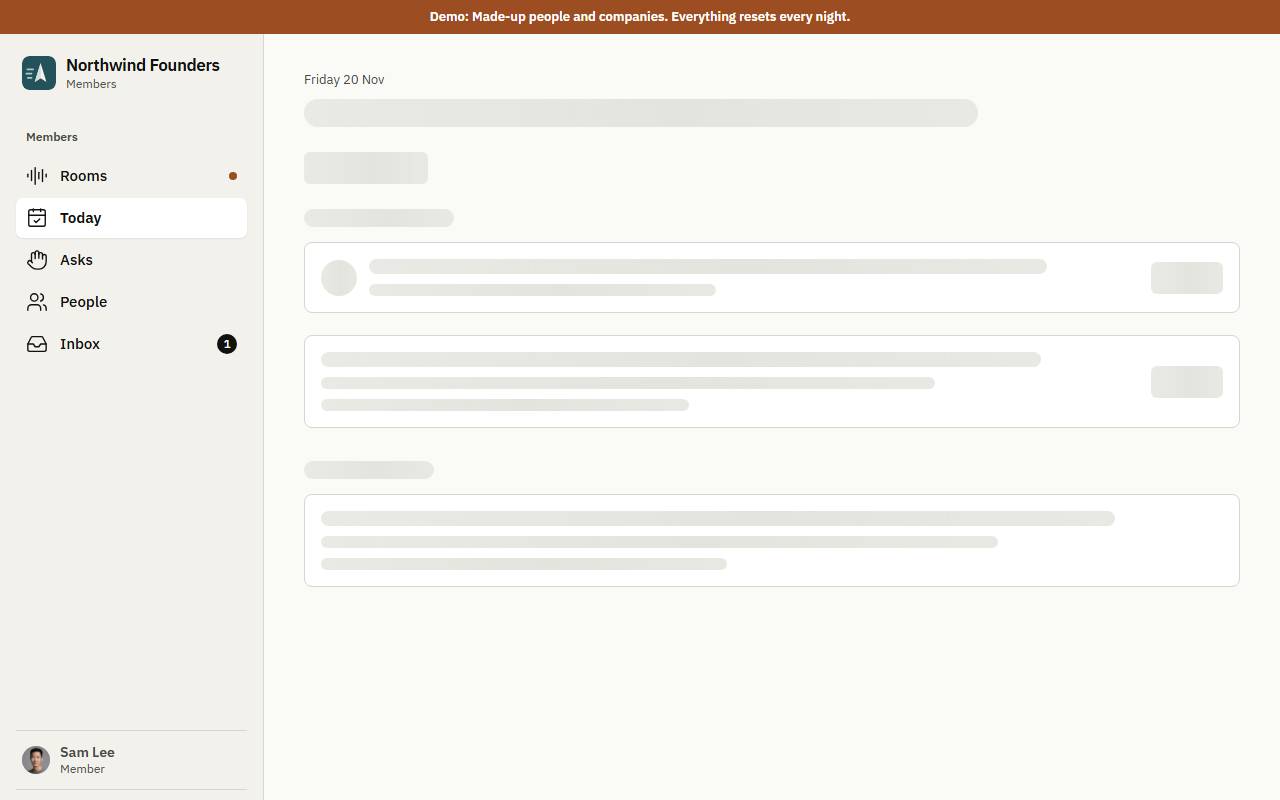 Demo: Made-up people and companies. Everything resets every night.
Northwind Founders
Members
Members
Rooms
Today
Asks
People
Inbox
1
Sam Lee
Member
Friday 20 Nov